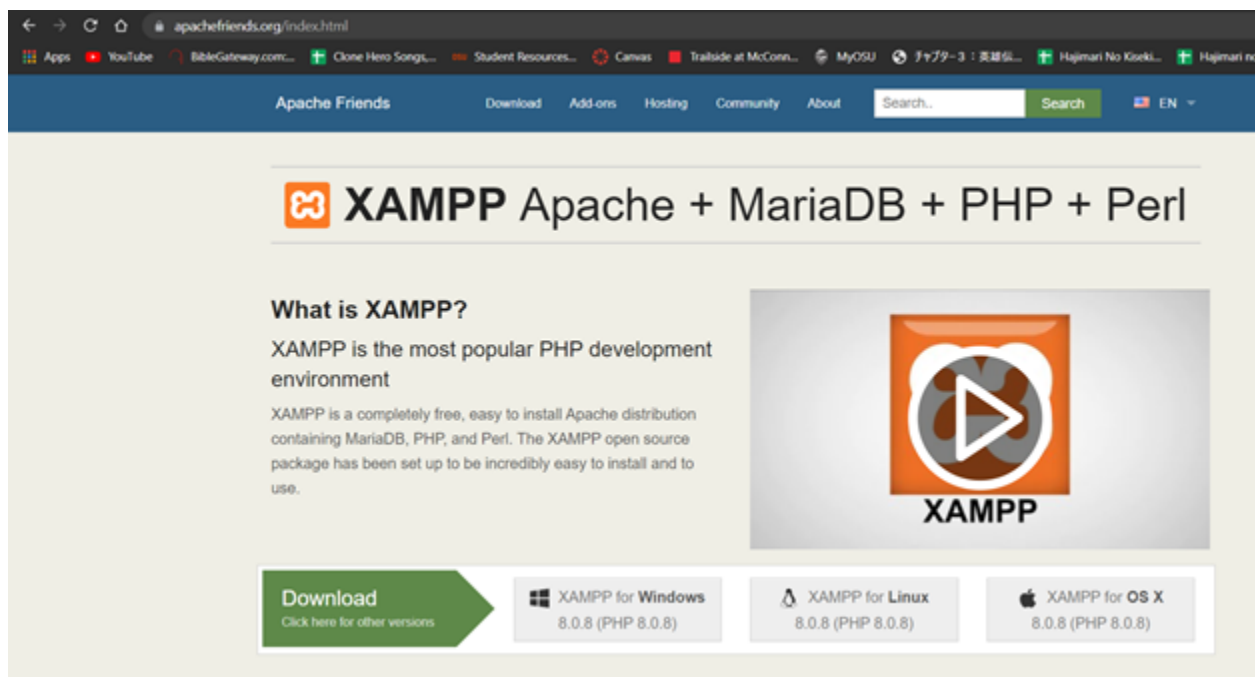 apachefriends.org/index.html
Apps YouTube BibleGateway.com:... Clone Hero Songs,... Student Resources... Canvas Trailside at McConn... MyOSU チャプター3：英雄伝... Hajimari No Kiseki... Hajimari no
Apache Friends Download Add-ons Hosting Community About Search.. Search EN
XAMPP Apache + MariaDB + PHP + Perl
What is XAMPP?
XAMPP is the most popular PHP development
environment
XAMPP is a completely free, easy to install Apache distribution
containing MariaDB, PHP, and Perl. The XAMPP open source
package has been set up to be incredibly easy to install and to
use.
XAMPP
Download
Click here for other versions
XAMPP for Windows
8.0.8 (PHP 8.0.8)
XAMPP for Linux
8.0.8 (PHP 8.0.8)
XAMPP for OS X
8.0.8 (PHP 8.0.8)